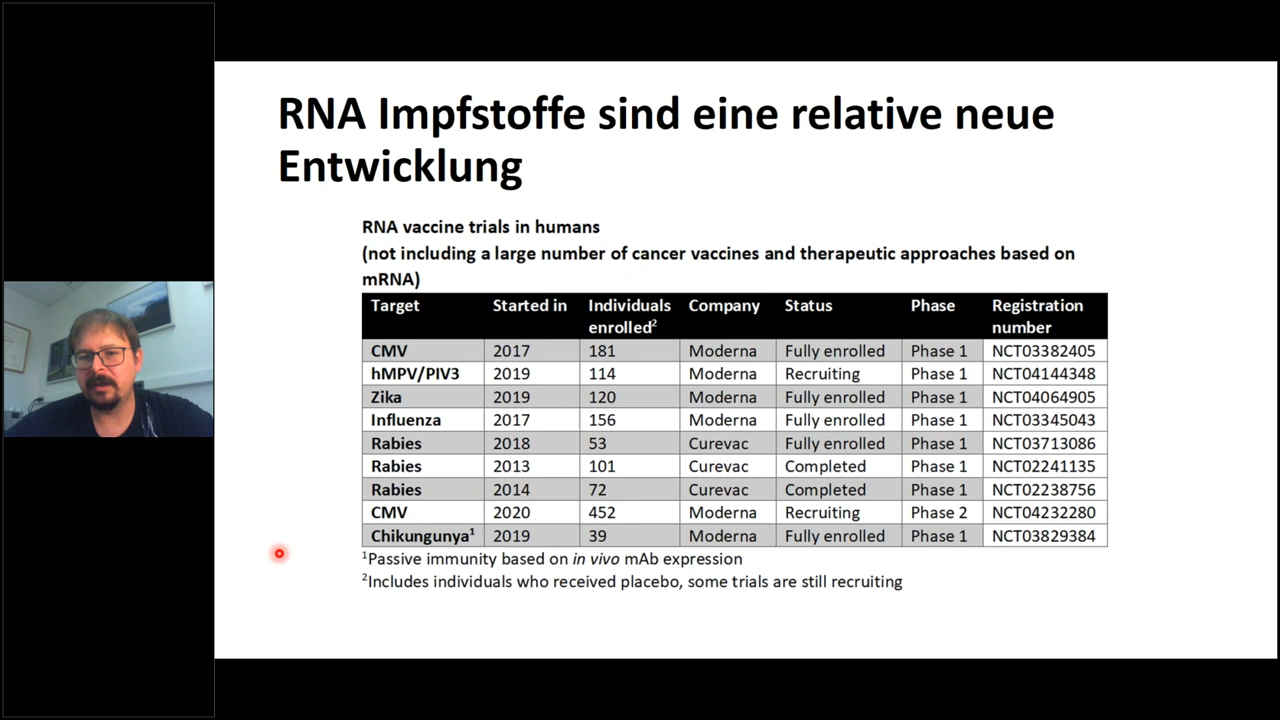 RNA Impfstoffe sind eine relative neue
Entwicklung
RNA vaccine trials in humans
(not including a large number of cancer vaccines and therapeutic approaches based on
mRNA)
Target Started in Individuals enrolled² Company Status Phase Registration number
CMV 2017 181 Moderna Fully enrolled Phase 1 NCT03382405
hMPV/PIV3 2019 114 Moderna Recruiting Phase 1 NCT04144348
Zika 2019 120 Moderna Fully enrolled Phase 1 NCT04064905
Influenza 2017 156 Moderna Fully enrolled Phase 1 NCT03345043
Rabies 2018 53 Curevac Fully enrolled Phase 1 NCT03713086
Rabies 2013 101 Curevac Completed Phase 1 NCT02241135
Rabies 2014 72 Curevac Completed Phase 1 NCT02238756
CMV 2020 452 Moderna Recruiting Phase 2 NCT04232280
Chikungunya¹ 2019 39 Moderna Fully enrolled Phase 1 NCT03829384
¹Passive immunity based on in vivo mAb expression
²Includes individuals who received placebo, some trials are still recruiting